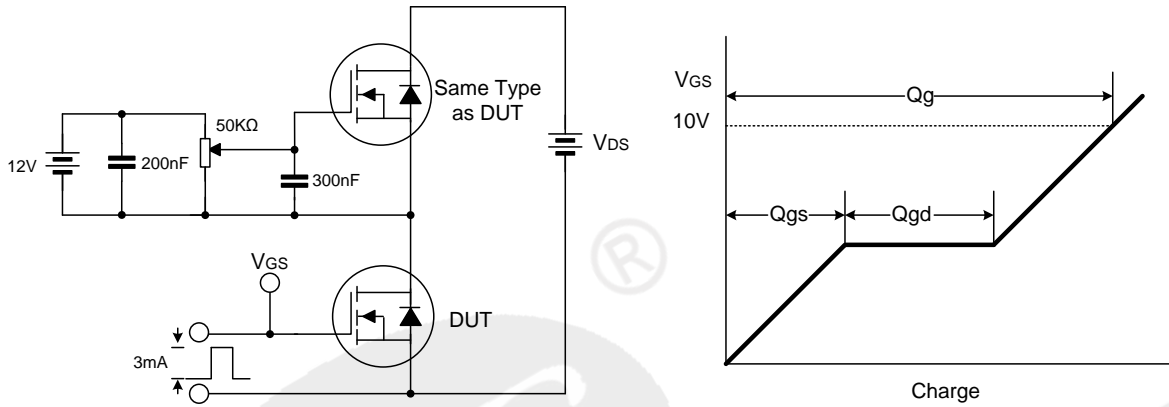 Same Type
as DUT
50KΩ
12V
200nF
300nF
VDS
VGS
DUT
3mA
VGS
10V
Qg
Qgs
Qgd
Charge
®